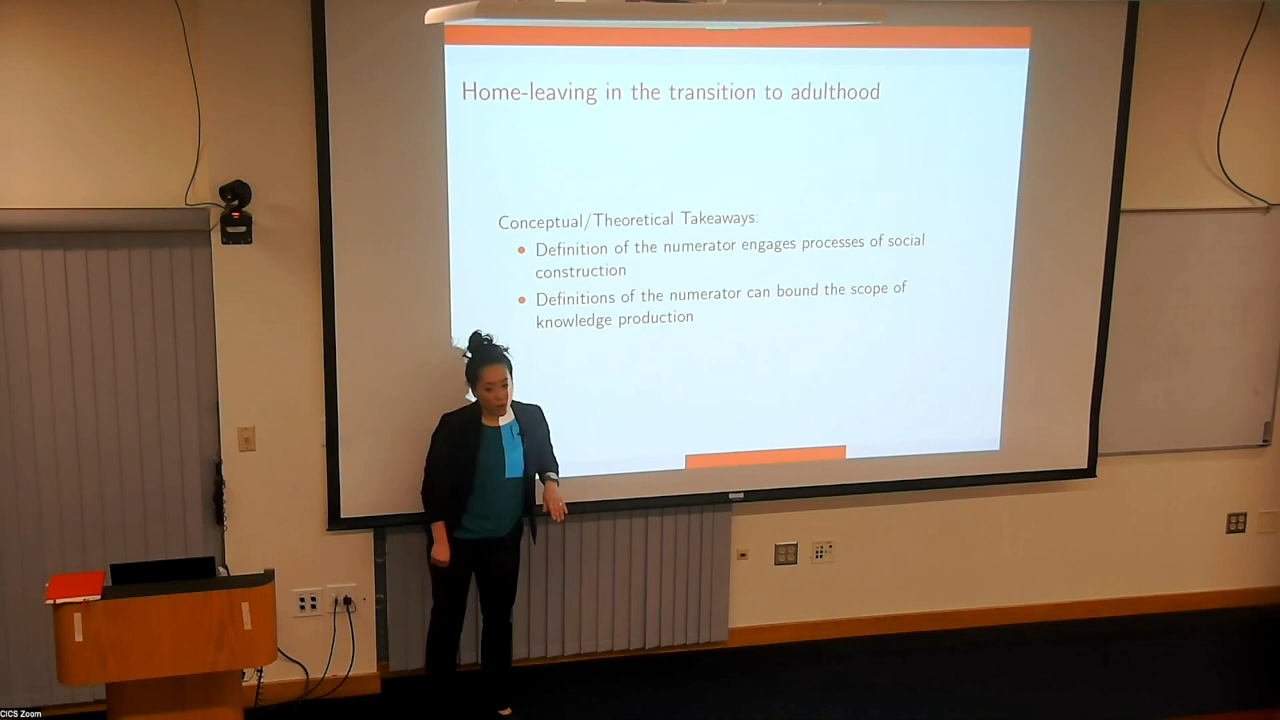 Home-leaving in the transition to adulthood
Conceptual/Theoretical Takeaways:
• Definition of the numerator engages processes of social
construction
• Definitions of the numerator can bound the scope of
knowledge production
CICS Zoom